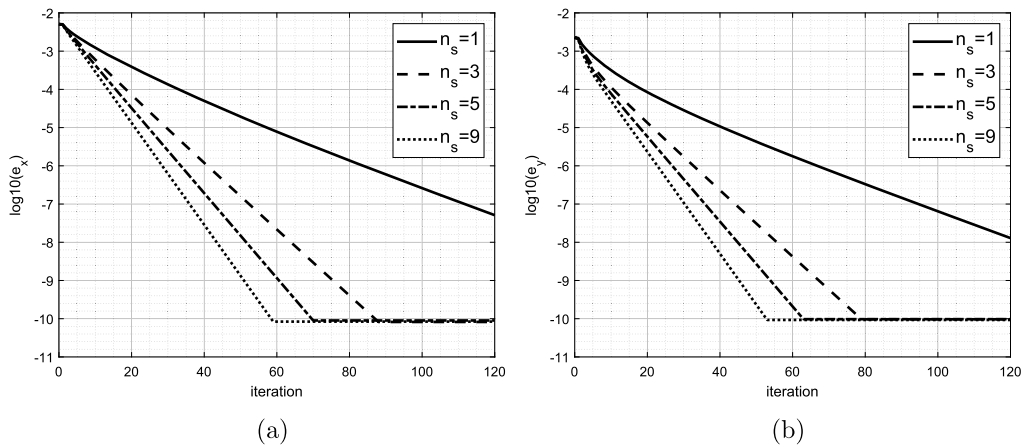 -2
-3
-4
-5
-6
-7
-8
-9
-10
-11
log10(e_x)
0 20 40 60 80 100 120
iteration
n_s=1
n_s=3
n_s=5
n_s=9
(a)
-2
-3
-4
-5
-6
-7
-8
-9
-10
-11
log10(e_y)
0 20 40 60 80 100 120
iteration
n_s=1
n_s=3
n_s=5
n_s=9
(b)